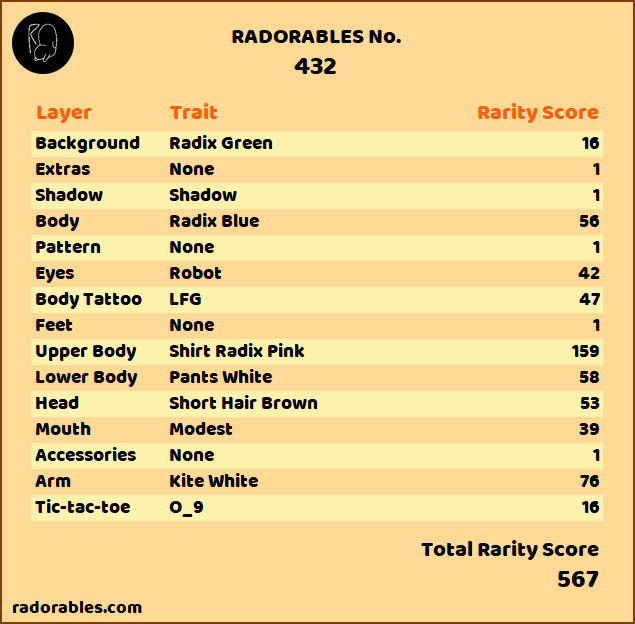 RADORABLES No.
432
Layer Trait Rarity Score
Background Radix Green 16
Extras None 1
Shadow Shadow 1
Body Radix Blue 56
Pattern None 1
Eyes Robot 42
Body Tattoo LFG 47
Feet None 1
Upper Body Shirt Radix Pink 159
Lower Body Pants White 58
Head Short Hair Brown 53
Mouth Modest 39
Accessories None 1
Arm Kite White 76
Tic-tac-toe O_9 16
Total Rarity Score
567
radorables.com